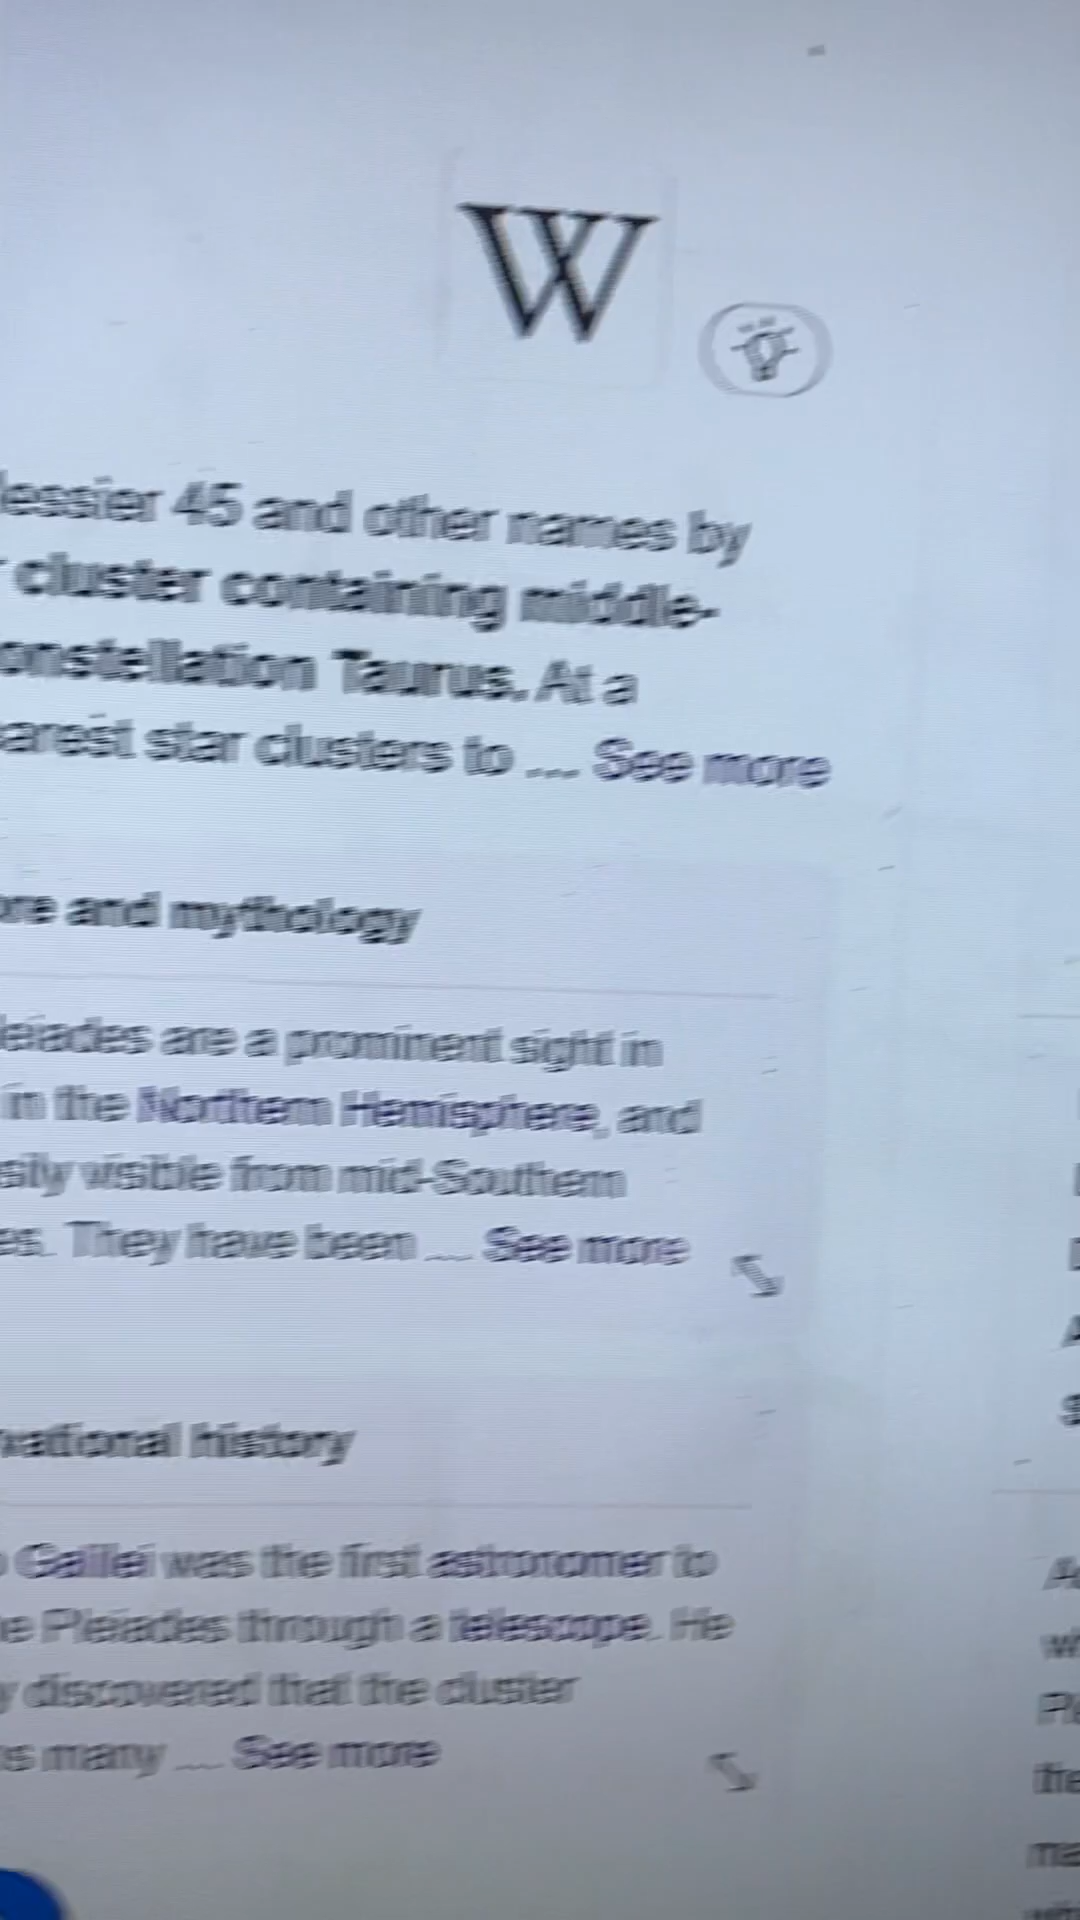 W
lessier 45 and other names by
cluster containing middle-
onstellation Taurus. At a
earest star clusters to ... See more
ore and mythology
leiades are a prominent sight in
in the Northern Hemisphere, and
sily visible from mid-Southern
es. They have been ... See more
vational history
Galilei was the first astronomer to
e Pleiades through a telescope. He
y discovered that the cluster
ns many ... See more